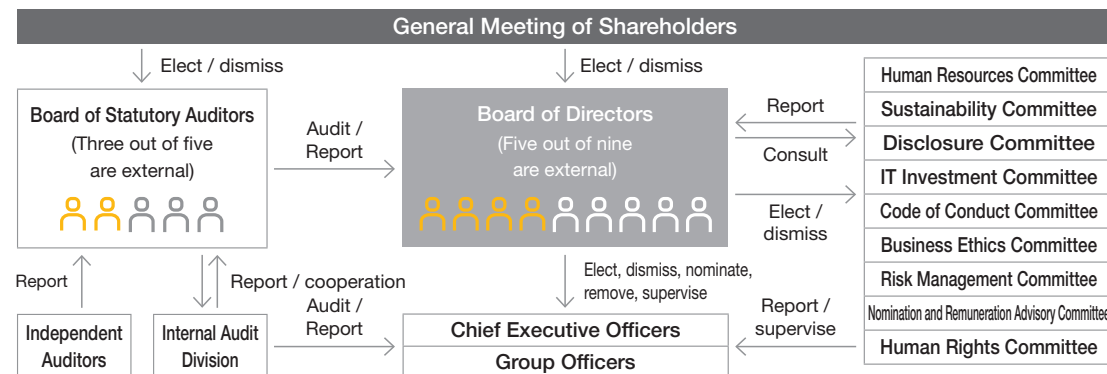 General Meeting of Shareholders
Elect / dismiss
Elect / dismiss
Board of Statutory Auditors
(Three out of five
are external)
Audit /
Report
Board of Directors
(Five out of nine
are external)
Report
Consult
Elect /
dismiss
Human Resources Committee
Sustainability Committee
Disclosure Committee
IT Investment Committee
Code of Conduct Committee
Business Ethics Committee
Risk Management Committee
Nomination and Remuneration Advisory Committee
Human Rights Committee
Report
Report / cooperation
Audit /
Report
Elect, dismiss, nominate,
remove, supervise
Report /
supervise
Independent
Auditors
Internal Audit
Division
Chief Executive Officers
Group Officers